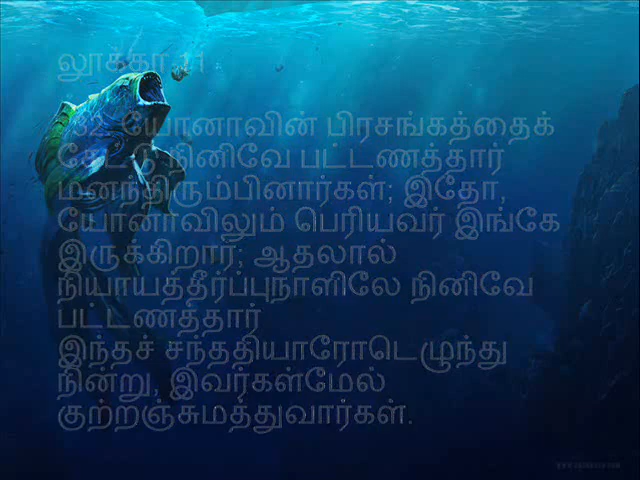 லூக்கா 11
யோனாவின் பிரசங்கத்தைக்
கேட்டு நினிவே பட்டணத்தார்
மனந்திரும்பினார்கள்; இதோ,
யோனாவிலும் பெரியவர் இங்கே
இருக்கிறார்; ஆதலால்
நியாயத்தீர்ப்புநாளிலே நினிவே
பட்டணத்தார்
இந்தச் சந்ததியாரோடெழுந்து
நின்று, இவர்கள்மேல்
குற்றஞ்சுமத்துவார்கள்.